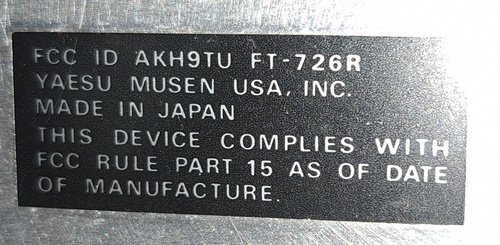 FCC ID AKH9TU FT-726R
YAESU MUSEN USA, INC.
MADE IN JAPAN
THIS DEVICE COMPLIES WITH
FCC RULE PART 15 AS OF DATE
OF MANUFACTURE.